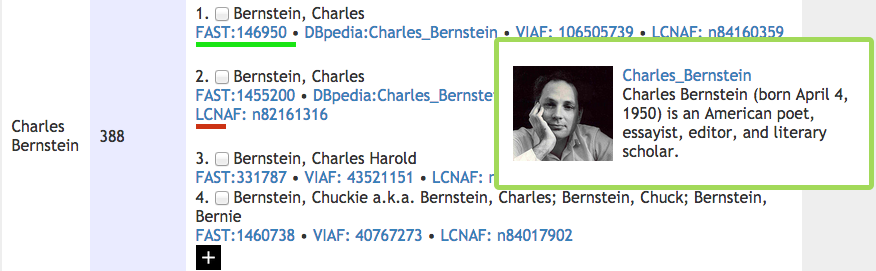 1. Bernstein, Charles
FAST:146950 • DBpedia:Charles_Bernstein • VIAF: 106505739 • LCNAF: n84160359
2. Bernstein, Charles
FAST:1455200 • DBpedia:Charles_Bernste
LCNAF: n82161316
Charles
Bernstein
388
3. Bernstein, Charles Harold
FAST:331787 • VIAF: 43521151 • LCNAF: n
4. Bernstein, Chuckie a.k.a. Bernstein, Charles; Bernstein, Chuck; Bernstein,
Bernie
FAST:1460738 • VIAF: 40767273 • LCNAF: n84017902
+
Charles_Bernstein
Charles Bernstein (born April 4,
1950) is an American poet,
essayist, editor, and literary
scholar.